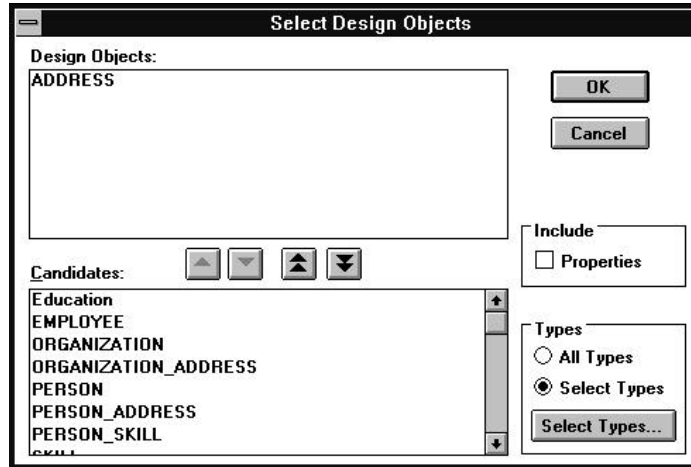 Select Design Objects
Design Objects:
ADDRESS
OK
Cancel
Include
Properties
Candidates:
Education
EMPLOYEE
ORGANIZATION
ORGANIZATION_ADDRESS
PERSON
PERSON_ADDRESS
PERSON_SKILL
Types
All Types
Select Types
Select Types...